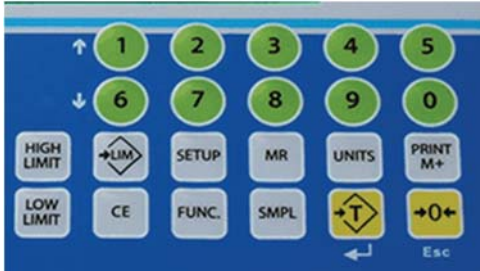 1 2 3 4 5
6 7 8 9 0
HIGH LIMIT LIM SETUP MR UNITS PRINT M+
LOW LIMIT CE FUNC. SMPL T 0
Esc